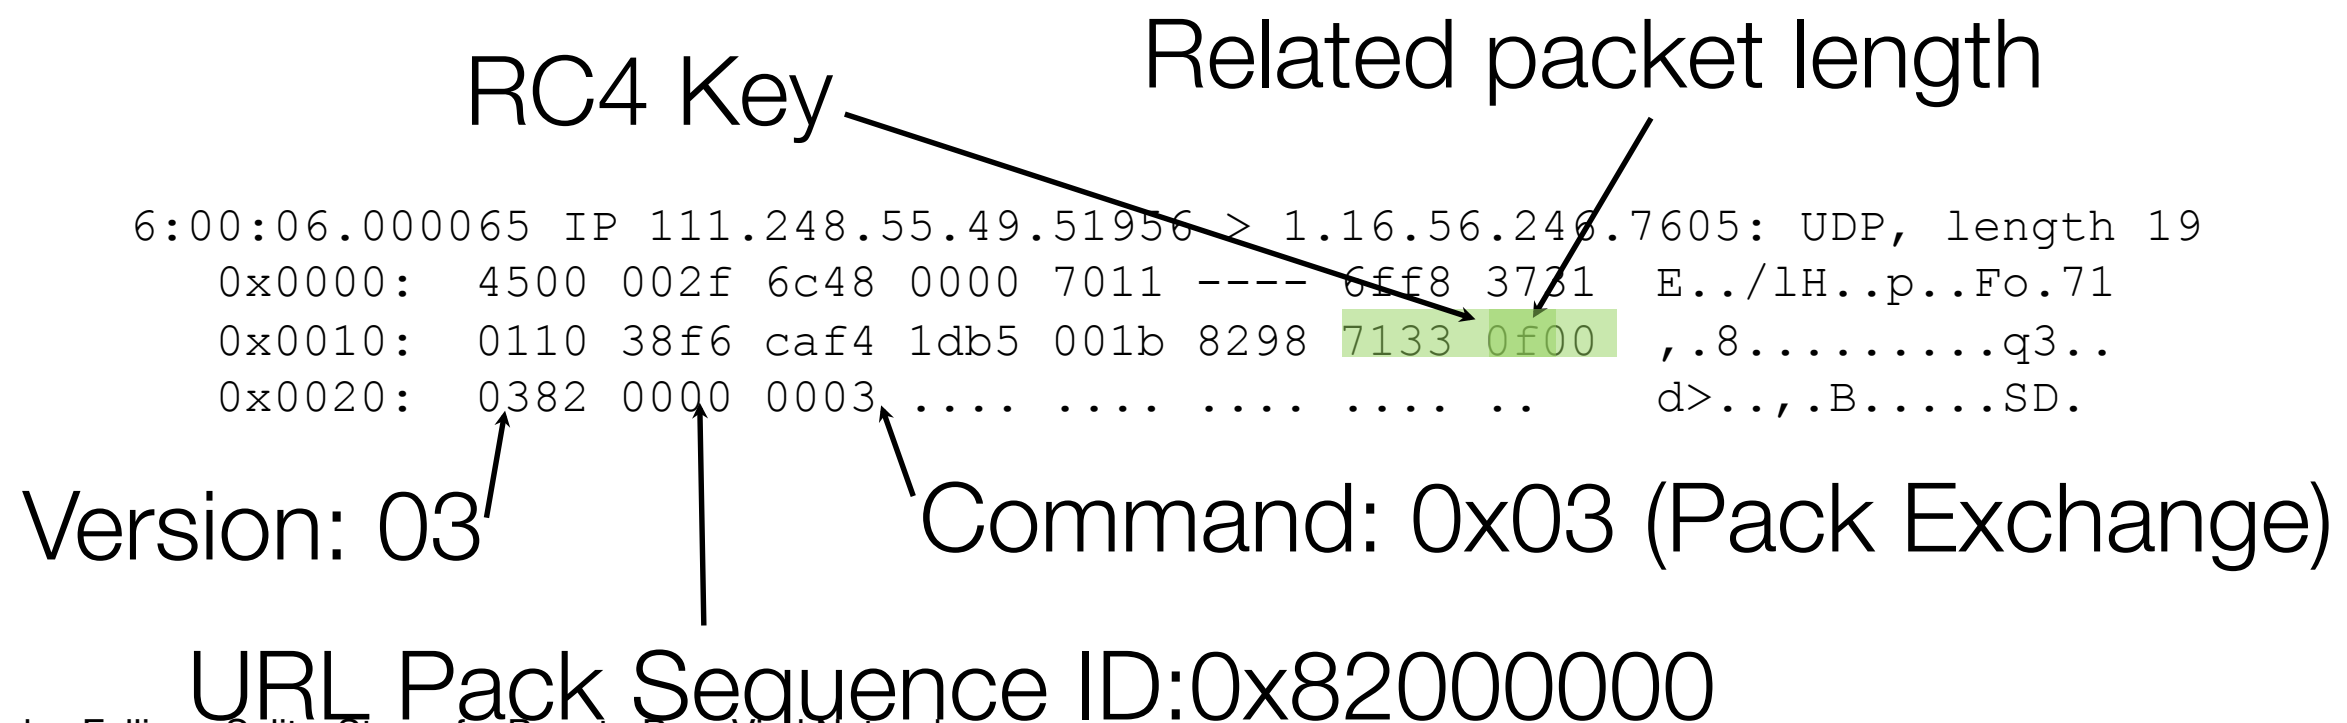 Related packet length
RC4 Key
6:00:06.000065 IP 111.248.55.49.51956 > 1.16.56.246.7605: UDP, length 19
0x0000: 4500 002f 6c48 0000 7011 ---- 6ff8 3731 E../lH..p..Fo.71
0x0010: 0110 38f6 caf4 1db5 001b 8298 7133 0f00 ,.8.........q3..
0x0020: 0382 0000 0003 .... .... .... .... .. d>..,.B.....SD.
Version: 03
Command: 0x03 (Pack Exchange)
URL Pack Sequence ID:0x82000000